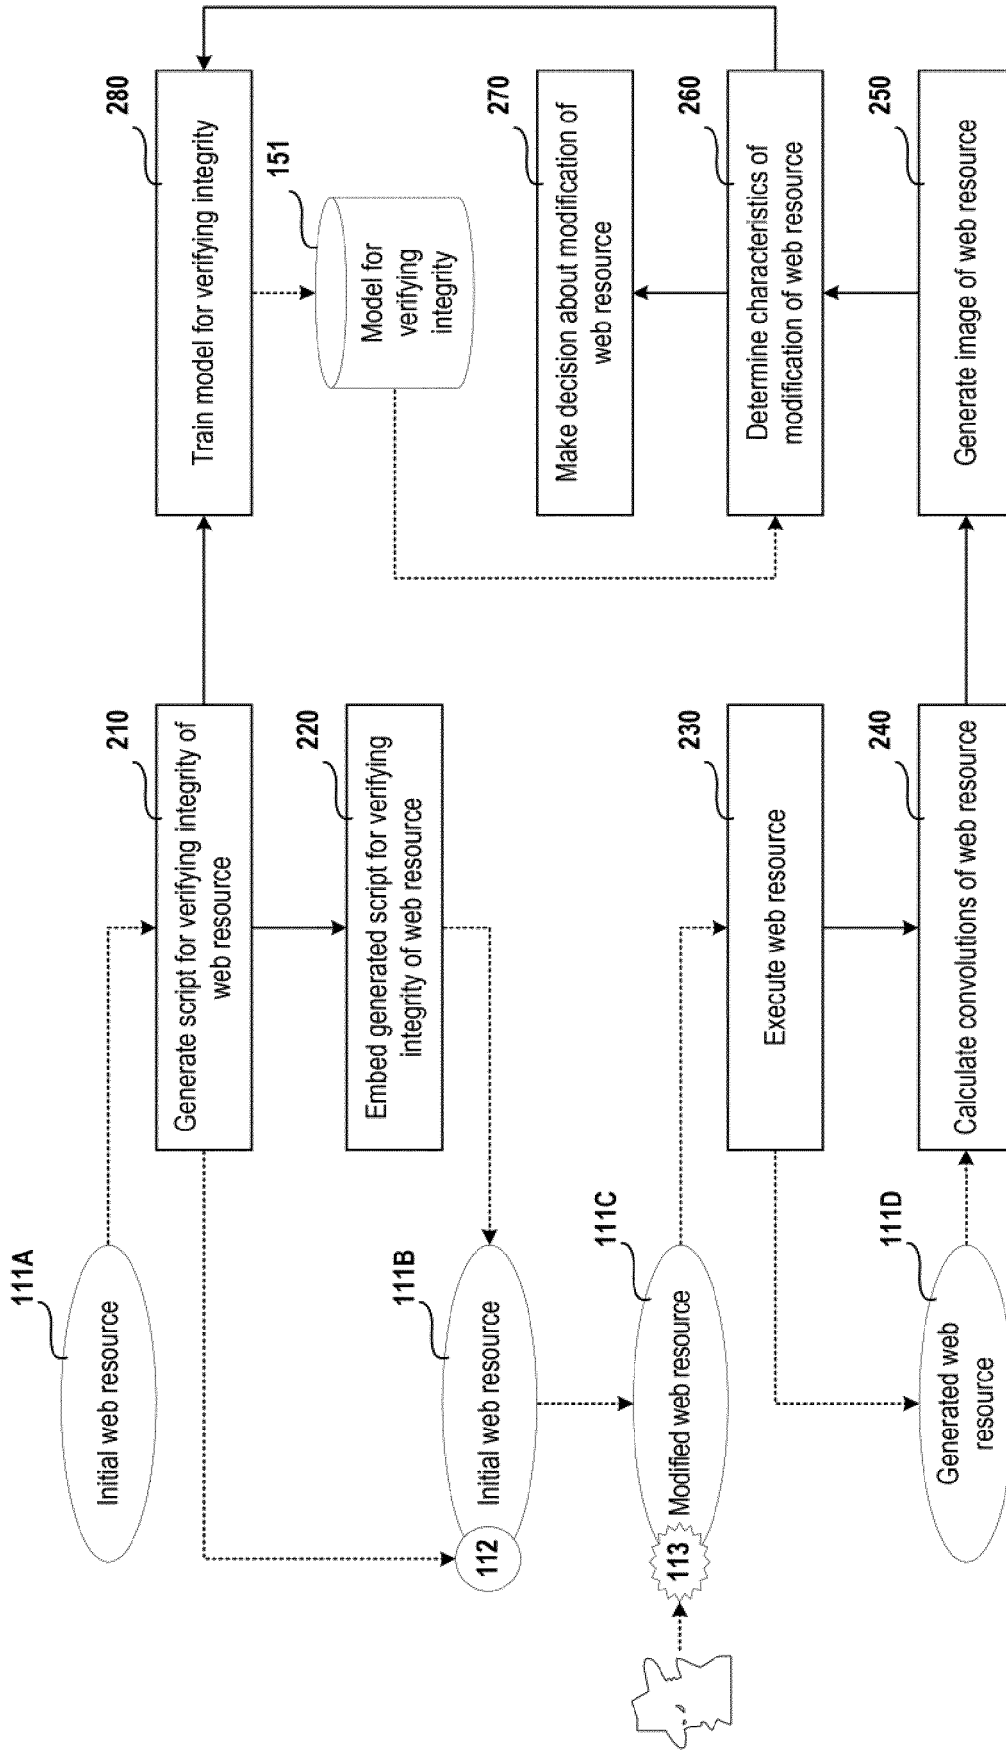 111A
Initial web resource
210
Generate script for verifying integrity of
web resource
280
Train model for verifying integrity
151
Model for
verifying
integrity
220
Embed generated script for verifying
integrity of web resource
111B
Initial web resource
112
270
Make decision about modification of
web resource
111C
Modified web resource
113
230
Execute web resource
260
Determine characteristics of
modification of web resource
111D
Generated web
resource
240
Calculate convolutions of web resource
250
Generate image of web resource